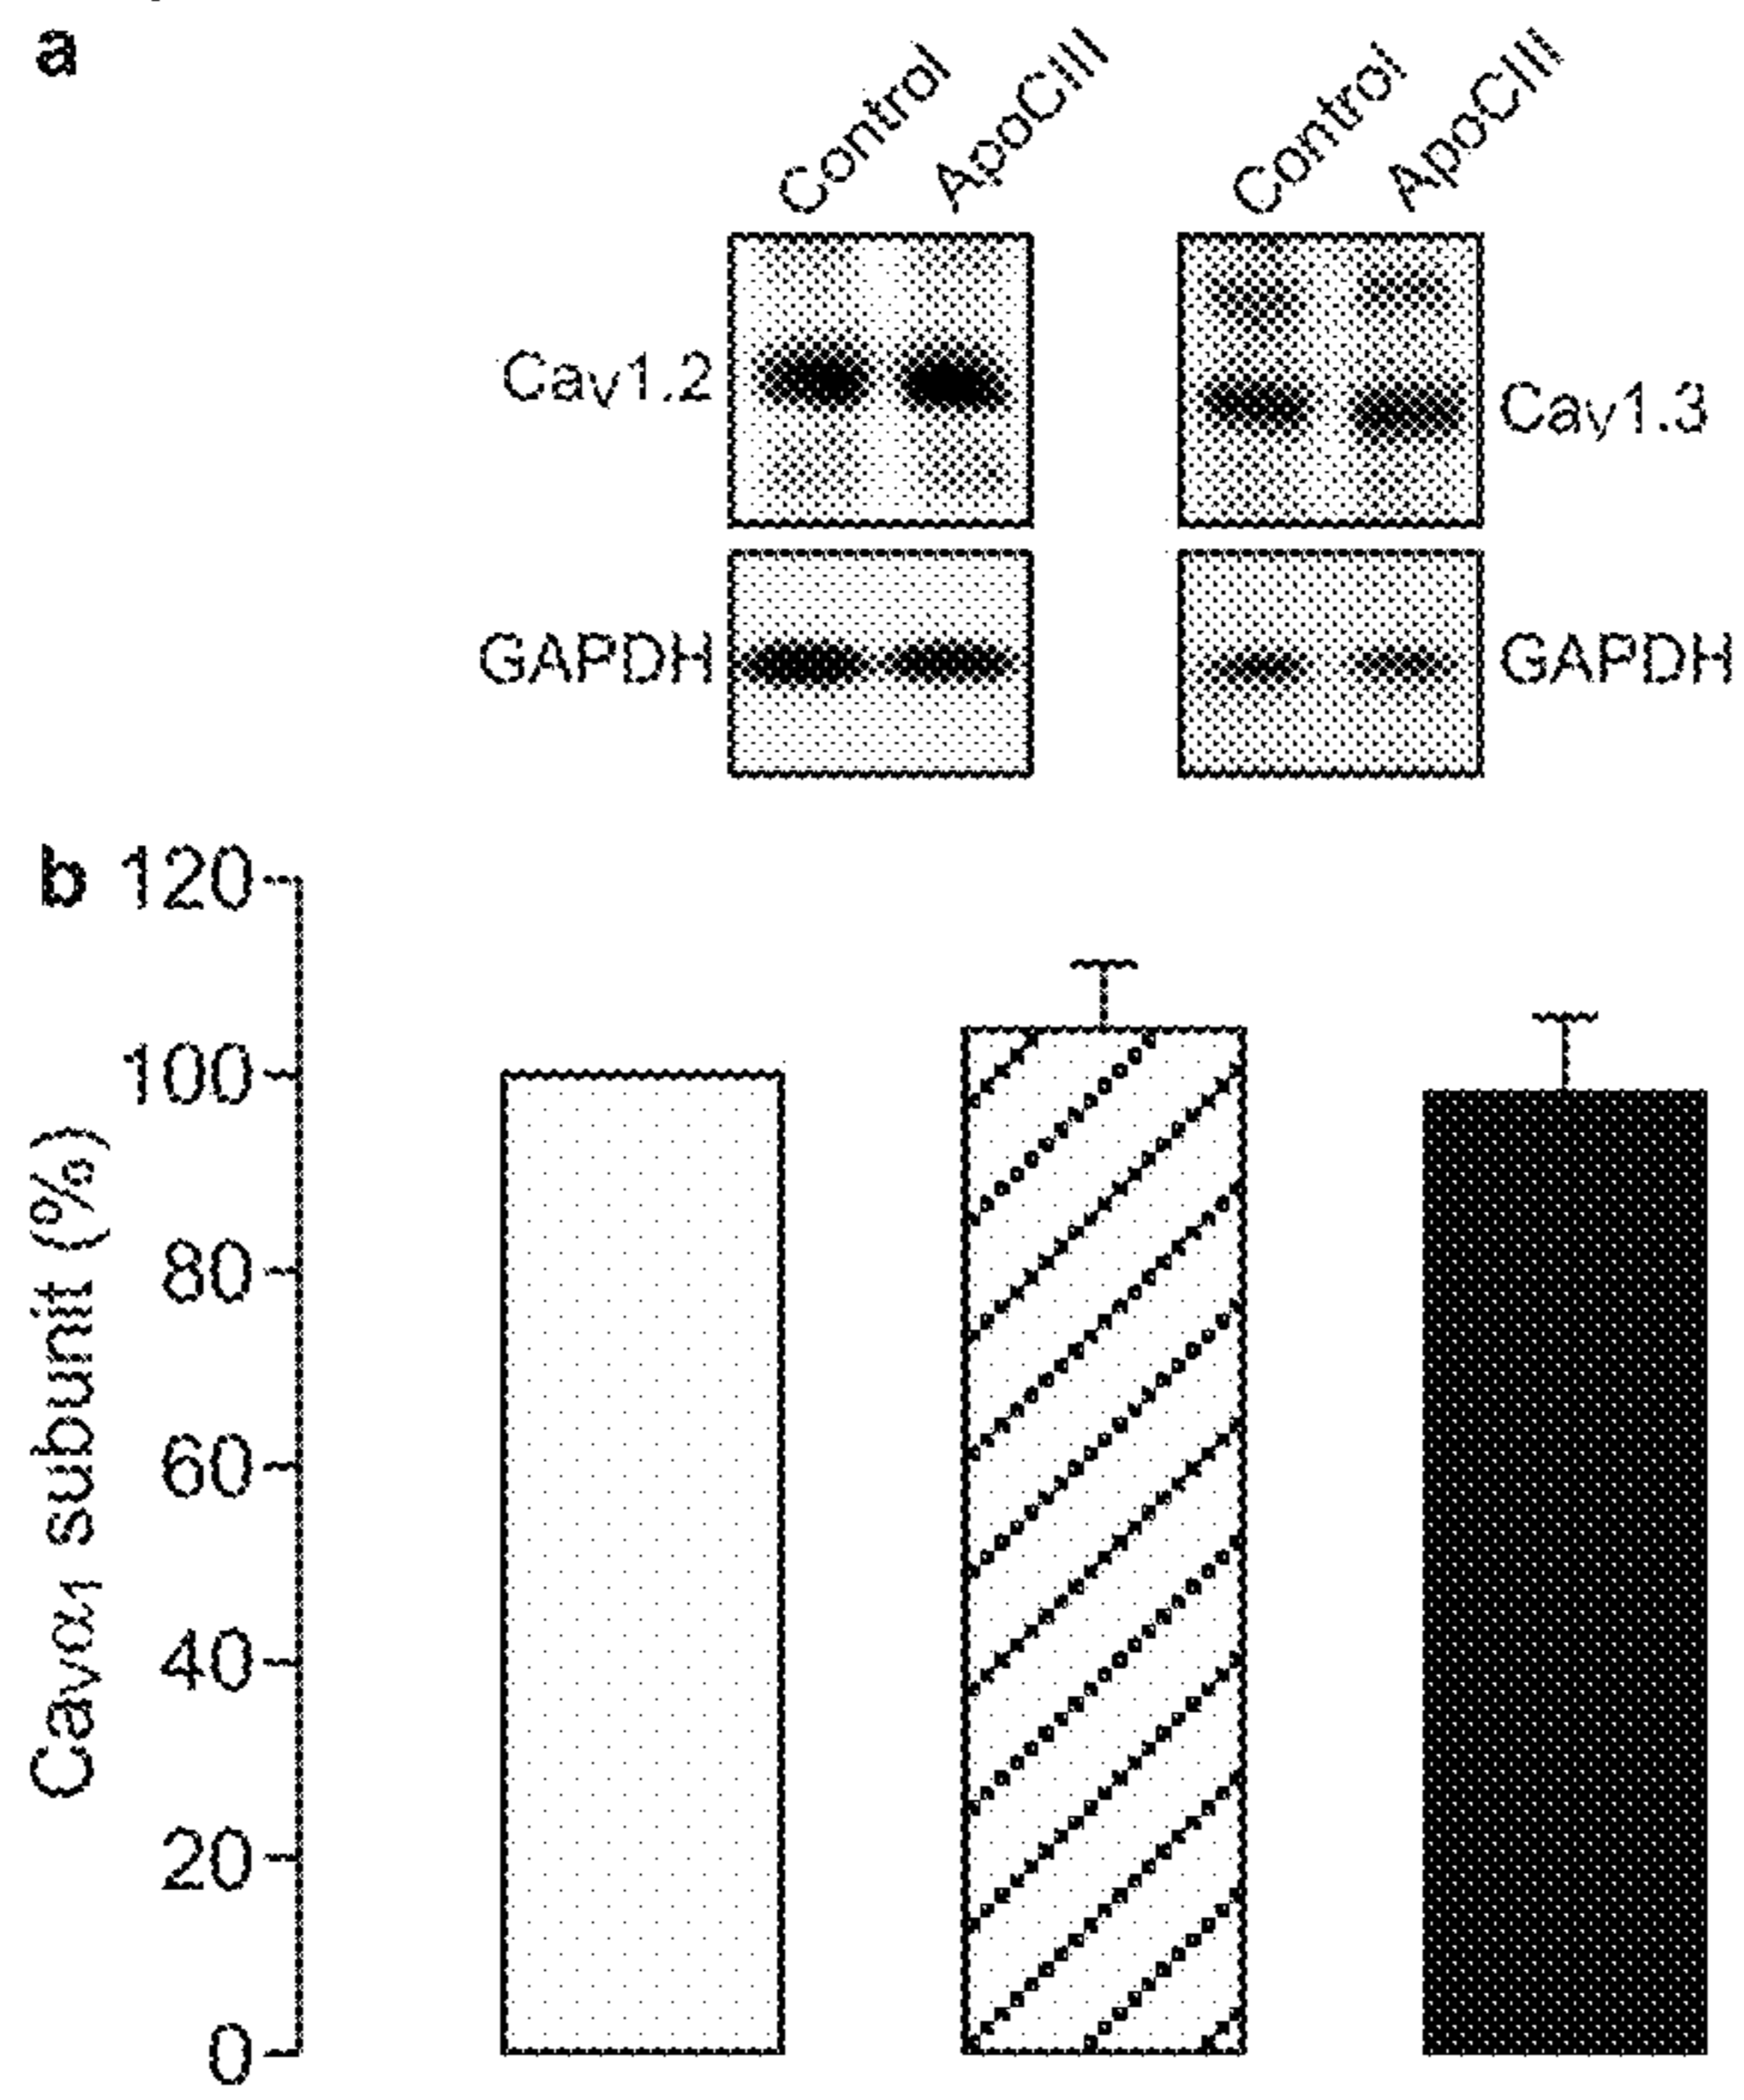 a
Control ApoCIII Control ApoCIII
Cav1.2 Cav1.3
GAPDH GAPDH
b
120
100
80
60
40
20
0
Cavα1 subunit (%)